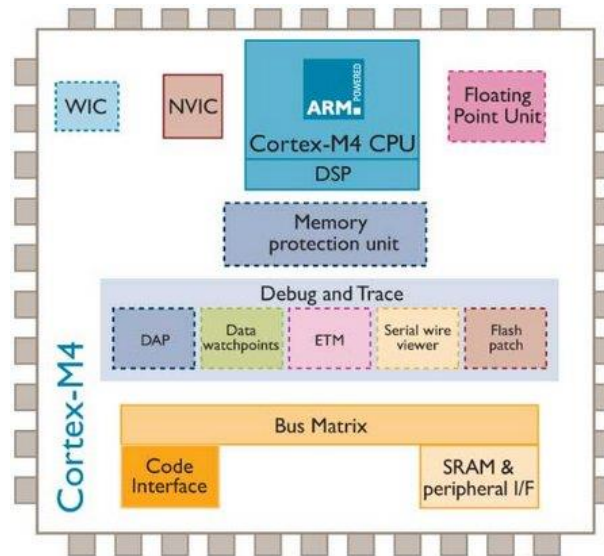 WIC
NVIC
ARM
POWERED
Cortex-M4 CPU
DSP
Floating
Point Unit
Memory
protection unit
Debug and Trace
DAP
Data
watchpoints
ETM
Serial wire
viewer
Flash
patch
Cortex-M4
Bus Matrix
Code
Interface
SRAM &
peripheral I/F